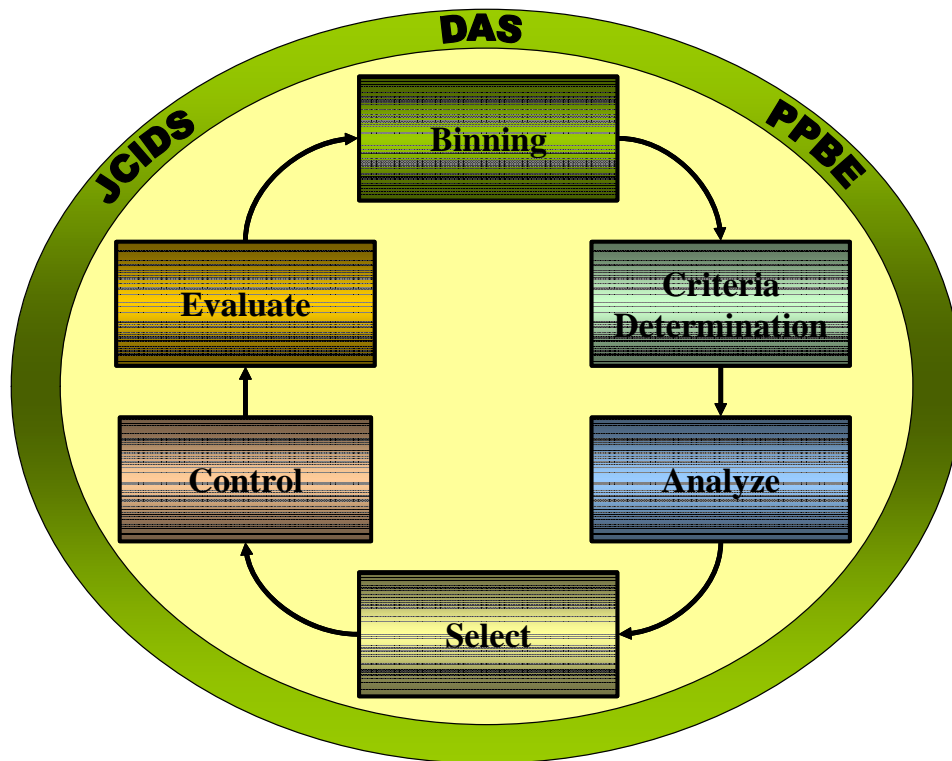 DAS
JCIDS
PPBE
Binning
Criteria
Determination
Analyze
Select
Control
Evaluate